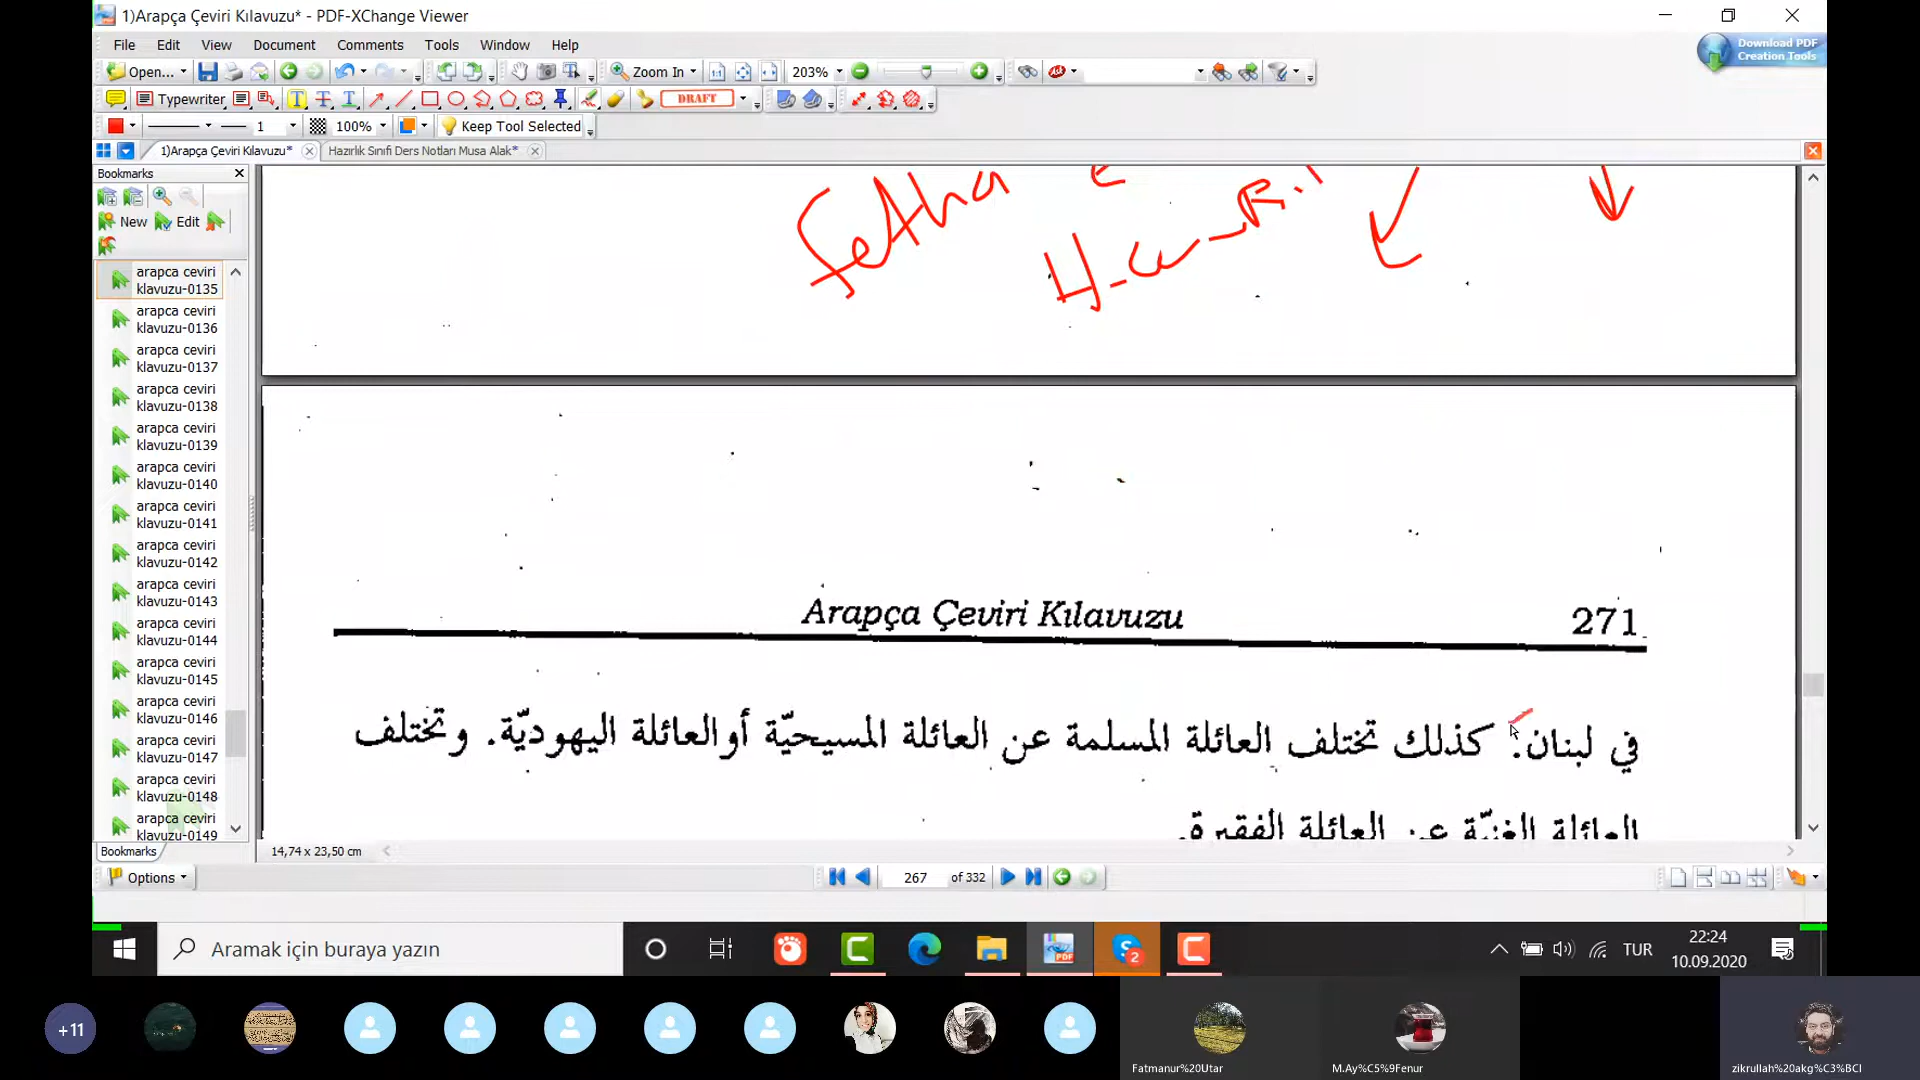 1)Arapça Çeviri Kılavuzu* - PDF-XChange Viewer
File Edit View Document Comments Tools Window Help
Download PDF
Creation Tools
Open... Zoom In 203%
Typewriter DRAFT
1 100% Keep Tool Selected
1)Arapça Çeviri Kılavuzu* Hazırlık Sınıfi Ders Notları Musa Alak*
Bookmarks
New Edit
arapca ceviri
klavuzu-0135
arapca ceviri
klavuzu-0136
arapca ceviri
klavuzu-0137
arapca ceviri
klavuzu-0138
arapca ceviri
klavuzu-0139
arapca ceviri
klavuzu-0140
arapca ceviri
klavuzu-0141
arapca ceviri
klavuzu-0142
arapca ceviri
klavuzu-0143
arapca ceviri
klavuzu-0144
arapca ceviri
klavuzu-0145
arapca ceviri
klavuzu-0146
arapca ceviri
klavuzu-0147
arapca ceviri
klavuzu-0148
arapca ceviri
klavuzu-0149
Bookmarks
Options
Fetha
Arapça Çeviri Kılavuzu 271
في لبنان. كذلك تختلف العائلة المسلمة عن العائلة المسيحيّة أوالعائلة اليهوديّة. وتختلف
العائلة الغنيّة عن العائلة الفقيرة.
14,74 x 23,50 cm
267 of 332
Aramak için buraya yazın
2
TUR
22:24
10.09.2020
+11
Fatmanur%20Utar
M.Ay%C5%9Fenur
zikrullah%20akg%C3%BCl